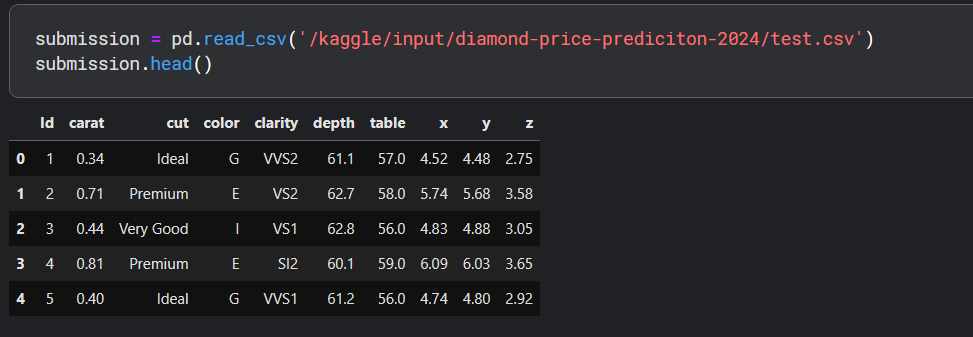 submission = pd.read_csv('/kaggle/input/diamond-price-prediciton-2024/test.csv')
submission.head()
Id carat cut color clarity depth table x y z
0 1 0.34 Ideal G VVS2 61.1 57.0 4.52 4.48 2.75
1 2 0.71 Premium E VS2 62.7 58.0 5.74 5.68 3.58
2 3 0.44 Very Good I VS1 62.8 56.0 4.83 4.88 3.05
3 4 0.81 Premium E SI2 60.1 59.0 6.09 6.03 3.65
4 5 0.40 Ideal G VVS1 61.2 56.0 4.74 4.80 2.92